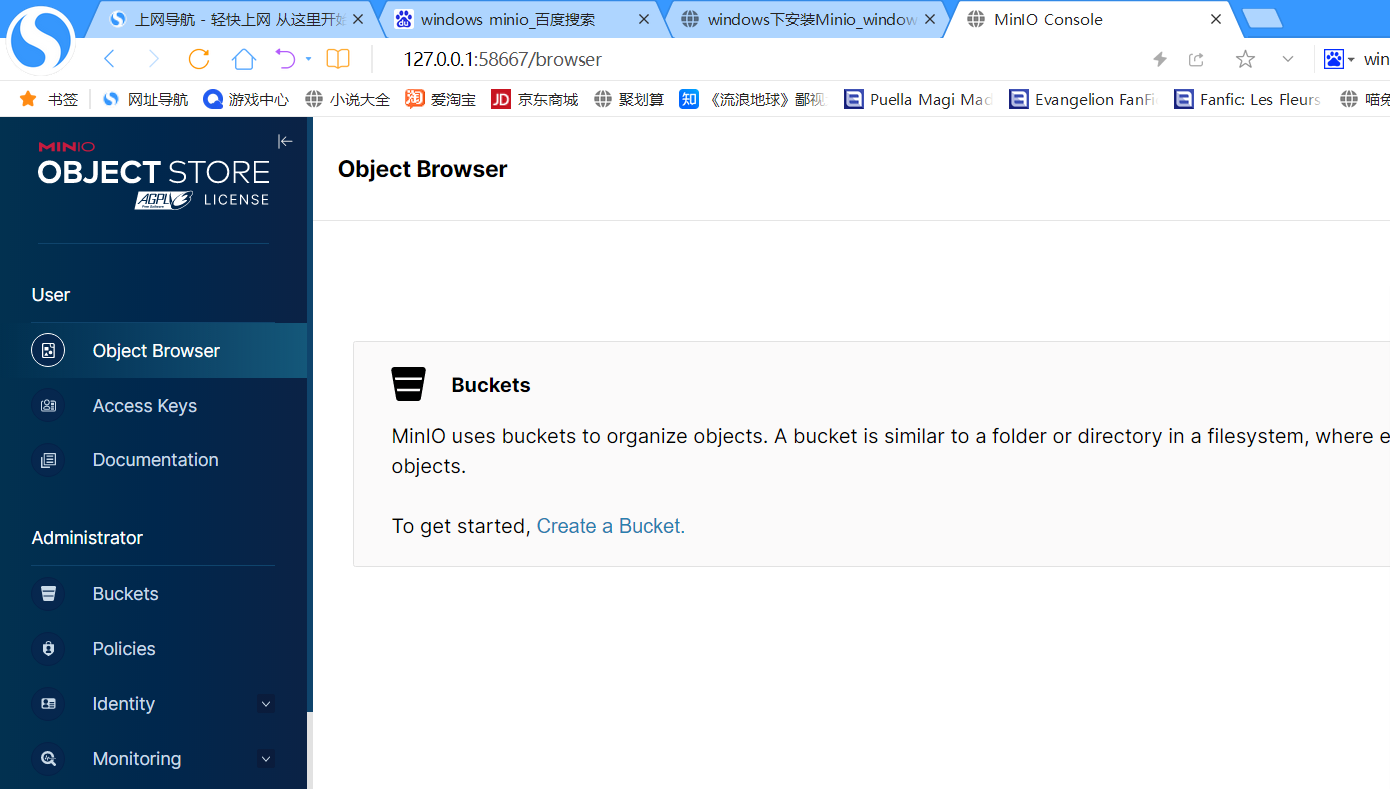 上网导航 - 轻快上网 从这里开始
windows minio_百度搜索
windows下安装Minio_window
MinIO Console
127.0.0.1:58667/browser
win
书签
网址导航
游戏中心
小说大全
淘
爱淘宝
JD
京东商城
聚划算
知
《流浪地球》鄙视
Puella Magi Mad
Evangelion FanFi
Fanfic: Les Fleurs
喵兔
MINIO
OBJECT STORE
AGPLv3 LICENSE
Object Browser
User
Object Browser
Access Keys
Documentation
Administrator
Buckets
Policies
Identity
Monitoring
Buckets
MinIO uses buckets to organize objects. A bucket is similar to a folder or directory in a filesystem, where e
objects.
To get started, Create a Bucket.